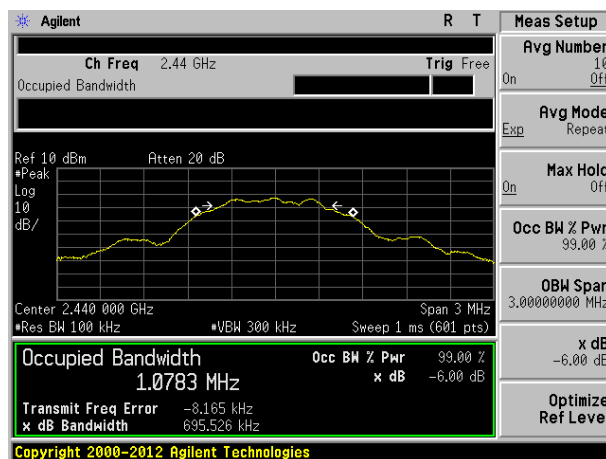 Agilent R T
Ch Freq 2.44 GHz Trig Free
Occupied Bandwidth
Ref 10 dBm Atten 20 dB
#Peak
Log
10
dB/
Center 2.440 000 GHz Span 3 MHz
#Res BW 100 kHz #VBW 300 kHz Sweep 1 ms (601 pts)
Occupied Bandwidth Occ BW % Pwr 99.00 %
1.0783 MHz x dB -6.00 dB
Transmit Freq Error -8.165 kHz
x dB Bandwidth 695.526 kHz
Copyright 2000-2012 Agilent Technologies
Meas Setup
Avg Number
10
On Off
Avg Mode
Exp Repeat
Max Hold
On Off
Occ BW % Pwr
99.00 %
OBW Span
3.00000000 MHz
x dB
-6.00 dB
Optimize
Ref Level